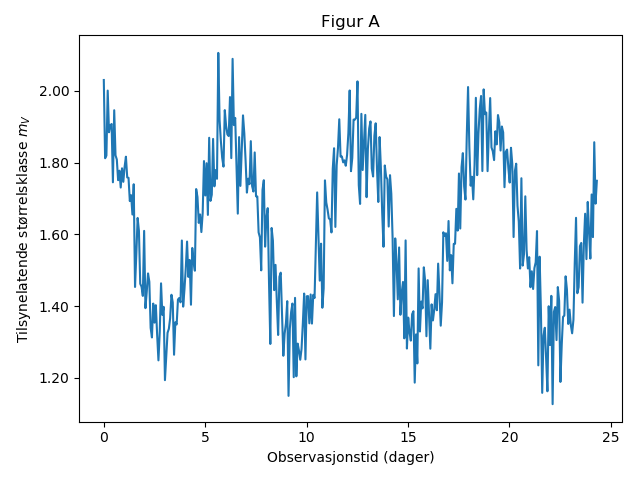 Figur A
Tilsynelatende størrelsklasse $m_V$
2.00
1.80
1.60
1.40
1.20
0 5 10 15 20 25
Observasjonstid (dager)